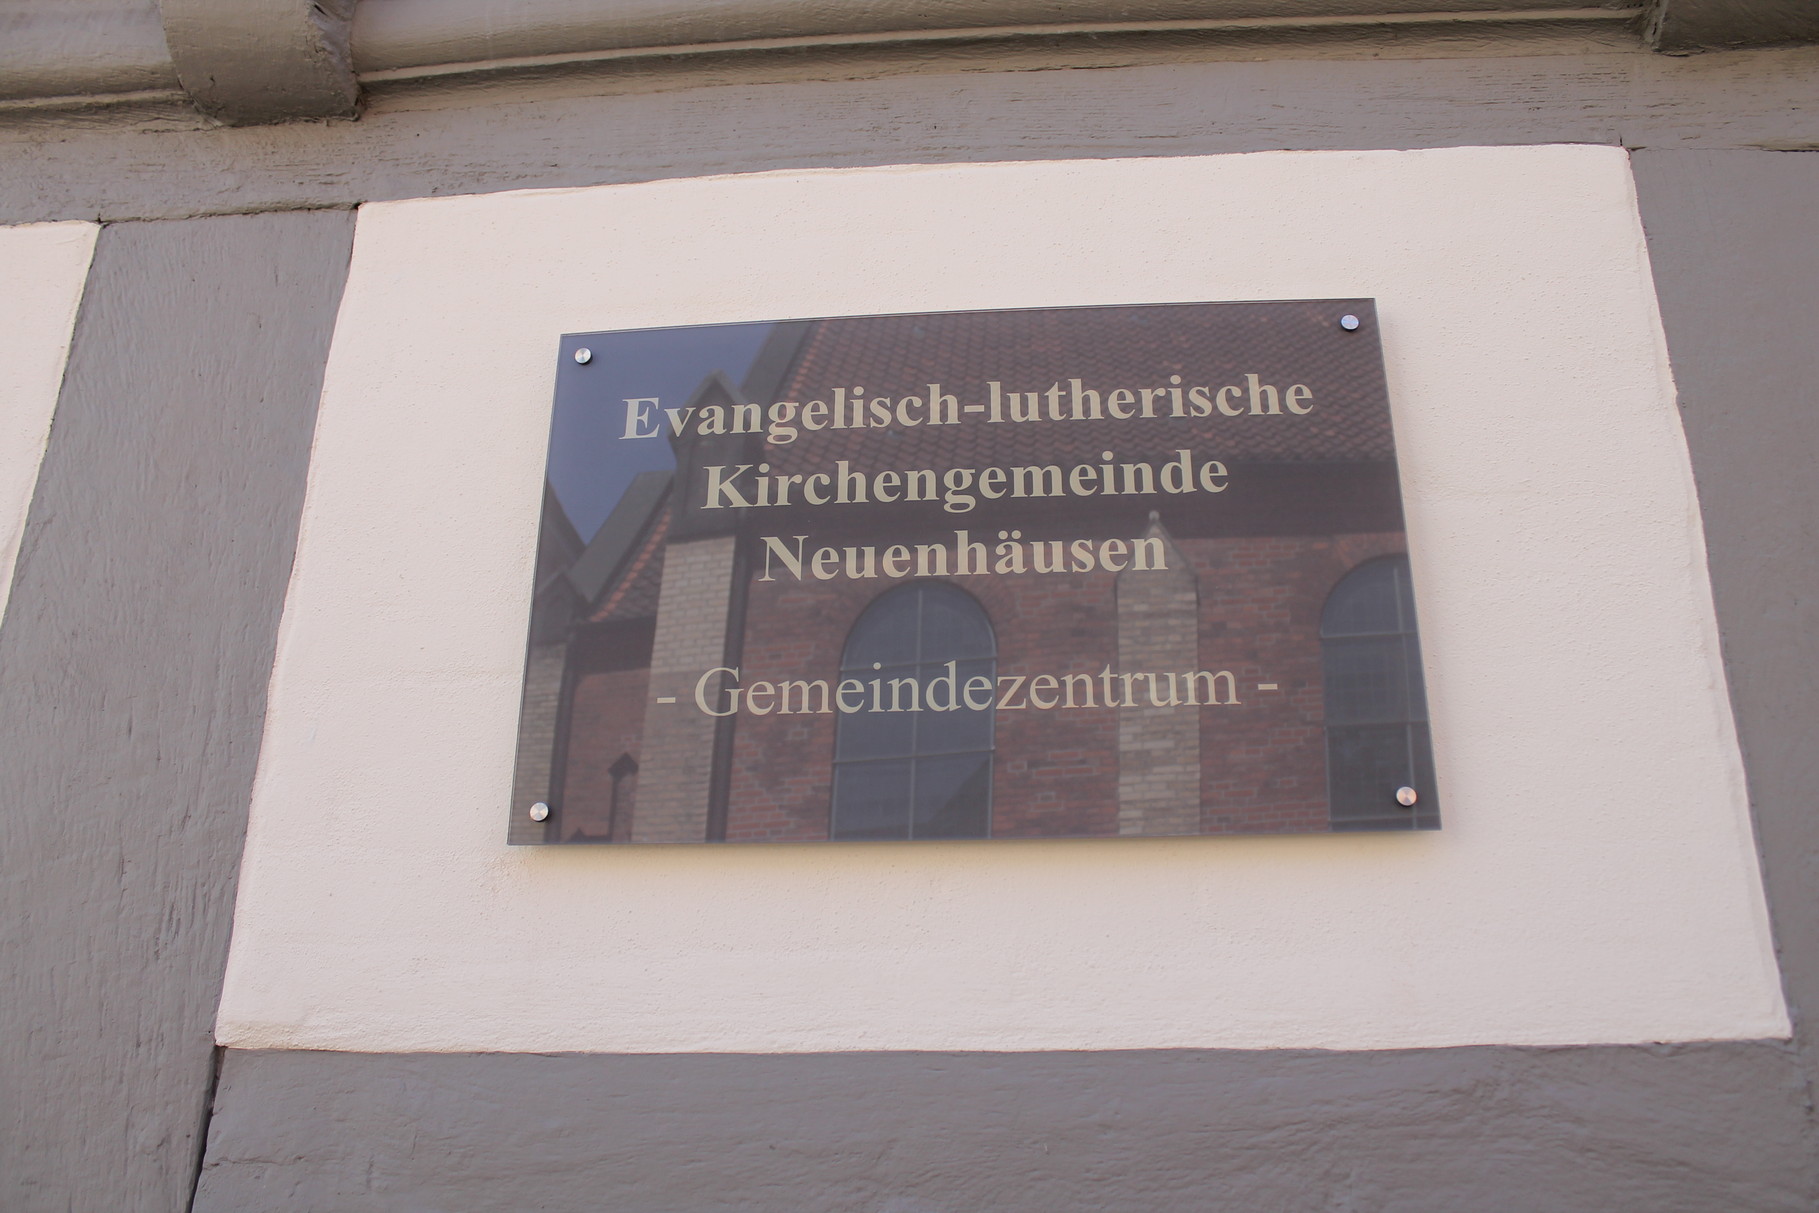 Evangelisch-lutherische
Kirchengemeinde
Neuenhäusen
- Gemeindezentrum -